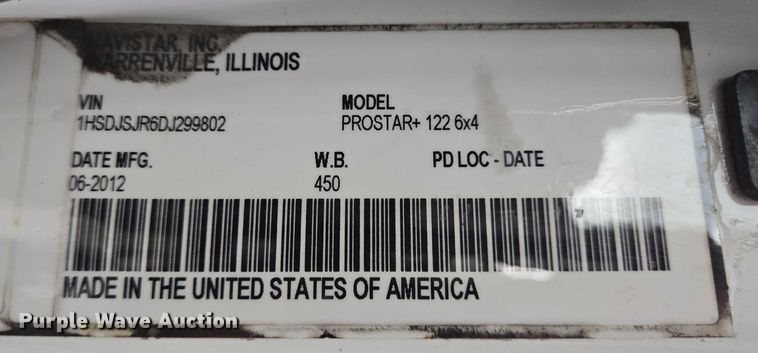 NAVISTAR, INC.
WARRENVILLE, ILLINOIS
VIN MODEL
1HSDJSJR6DJ299802 PROSTAR+ 122 6x4
DATE MFG. W.B. PD LOC - DATE
06-2012 450
MADE IN THE UNITED STATES OF AMERICA
Purple Wave Auction